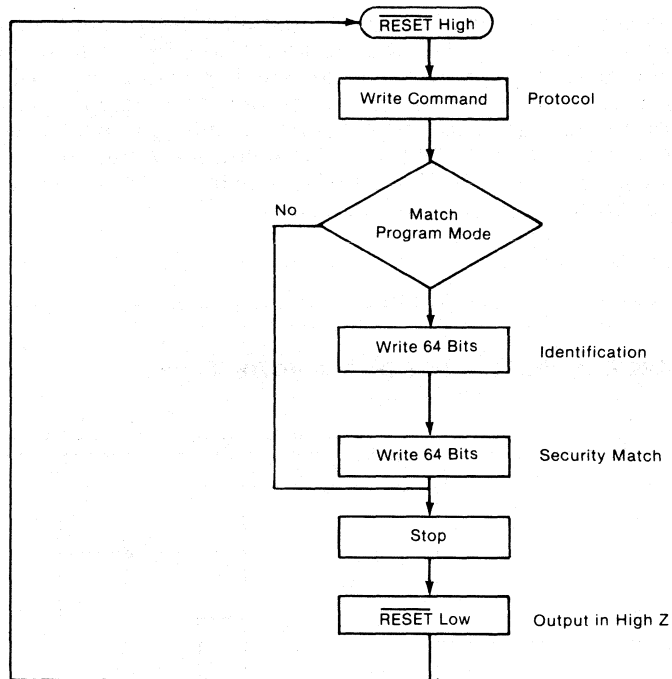 RESET High
Write Command Protocol
No
Match
Program Mode
Write 64 Bits Identification
Write 64 Bits Security Match
Stop
RESET Low Output in High Z